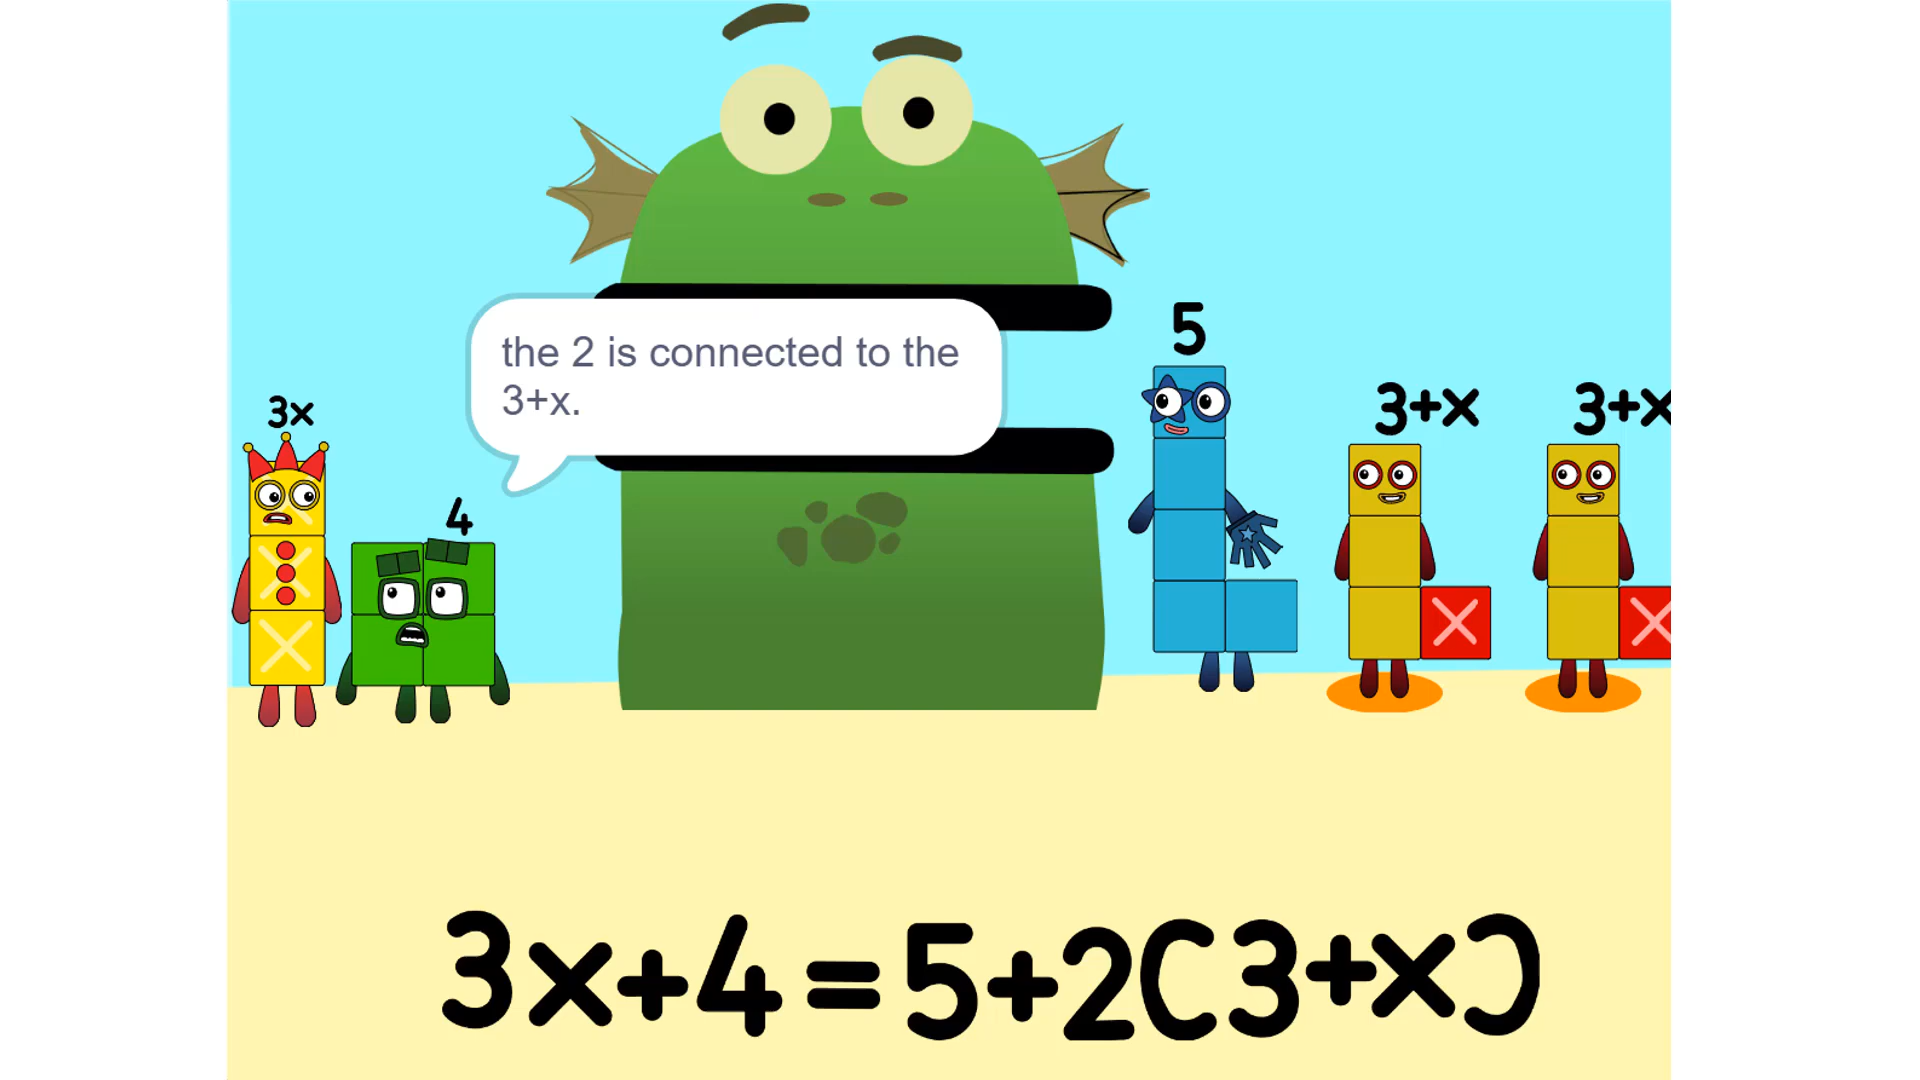 the 2 is connected to the
3+x.
5
3x
3+x
3+x
4
3x+4=5+2(3+x)